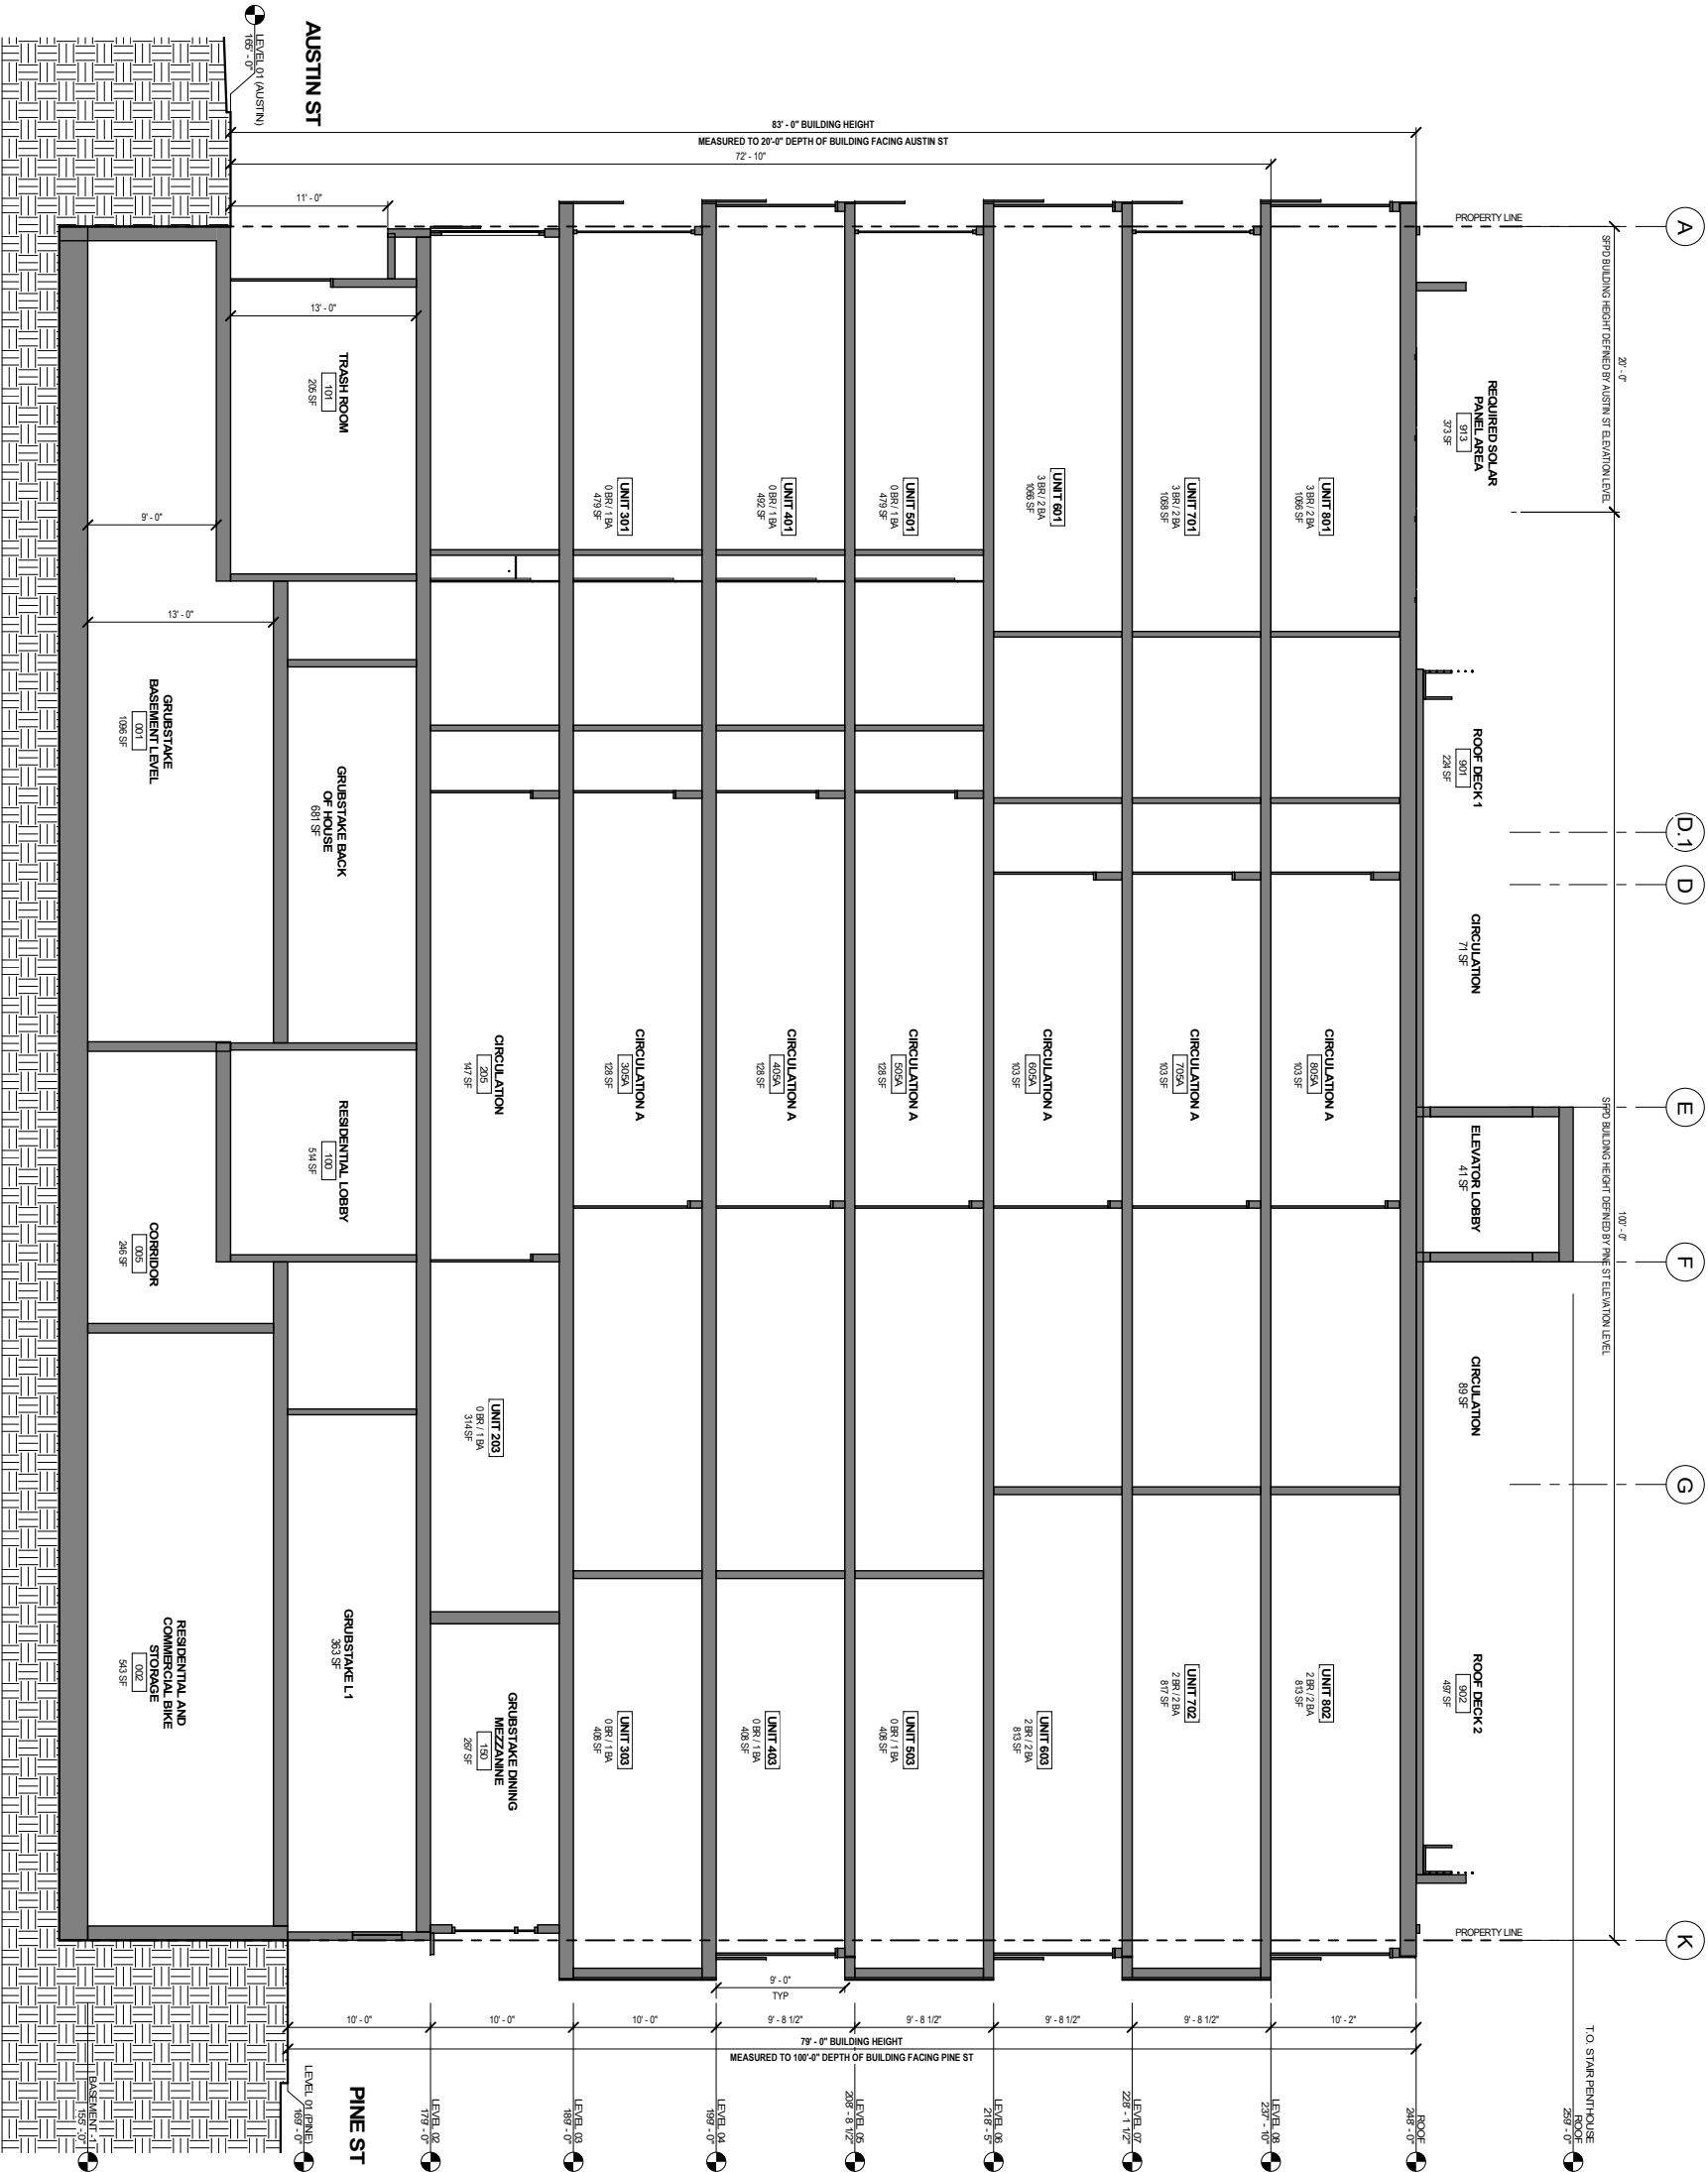 A
D.1
D
E
F
G
K
20' - 0"
100' - 0"
SFPD BUILDING HEIGHT DEFINED BY AUSTIN ST ELEVATION LEVEL
SFPD BUILDING HEIGHT DEFINED BY PINE ST ELEVATION LEVEL
T.O. STAIR PENTHOUSE
ROOF
259' - 0"
PROPERTY LINE
PROPERTY LINE
REQUIRED SOLAR
PANEL AREA
913
373 SF
ROOF DECK 1
901
224 SF
CIRCULATION
71 SF
ELEVATOR LOBBY
41 SF
CIRCULATION
89 SF
ROOF DECK 2
902
497 SF
ROOF
248' - 0"
83' - 0" BUILDING HEIGHT
MEASURED TO 20'-0" DEPTH OF BUILDING FACING AUSTIN ST
72' - 10"
UNIT 801
3 BR / 2 BA
1066 SF
CIRCULATION A
805A
103 SF
UNIT 802
2 BR / 2 BA
813 SF
10' - 2"
LEVEL 08
237' - 10"
UNIT 701
3 BR / 2 BA
1068 SF
CIRCULATION A
705A
103 SF
UNIT 702
2 BR / 2 BA
817 SF
9' - 8 1/2"
LEVEL 07
228' - 1 1/2"
UNIT 601
3 BR / 2 BA
1066 SF
CIRCULATION A
605A
103 SF
UNIT 603
2 BR / 2 BA
813 SF
9' - 8 1/2"
LEVEL 06
218' - 5"
UNIT 501
0 BR / 1 BA
479 SF
CIRCULATION A
505A
128 SF
UNIT 503
0 BR / 1 BA
408 SF
9' - 8 1/2"
LEVEL 05
208' - 8 1/2"
UNIT 401
0 BR / 1 BA
492 SF
CIRCULATION A
405A
128 SF
UNIT 403
0 BR / 1 BA
408 SF
9' - 0"
TYP
9' - 8 1/2"
LEVEL 04
199' - 0"
79' - 0" BUILDING HEIGHT
MEASURED TO 100'-0" DEPTH OF BUILDING FACING PINE ST
UNIT 301
0 BR / 1 BA
479 SF
CIRCULATION A
305A
128 SF
UNIT 303
0 BR / 1 BA
408 SF
10' - 0"
LEVEL 03
189' - 0"
CIRCULATION
205
147 SF
UNIT 203
0 BR / 1 BA
314 SF
GRUBSTAKE DINING
MEZZANINE
150
267 SF
10' - 0"
LEVEL 02
179' - 0"
11' - 0"
13' - 0"
TRASH ROOM
101
205 SF
GRUBSTAKE BACK
OF HOUSE
681 SF
RESIDENTIAL LOBBY
100
514 SF
GRUBSTAKE L1
363 SF
10' - 0"
PINE ST
LEVEL 01 (PINE)
169' - 0"
AUSTIN ST
LEVEL 01 (AUSTIN)
165' - 0"
9' - 0"
13' - 0"
GRUBSTAKE
BASEMENT LEVEL
001
1096 SF
CORRIDOR
005
246 SF
RESIDENTIAL AND
COMMERCIAL BIKE
STORAGE
002
543 SF
BASEMENT -1
155' - 0"